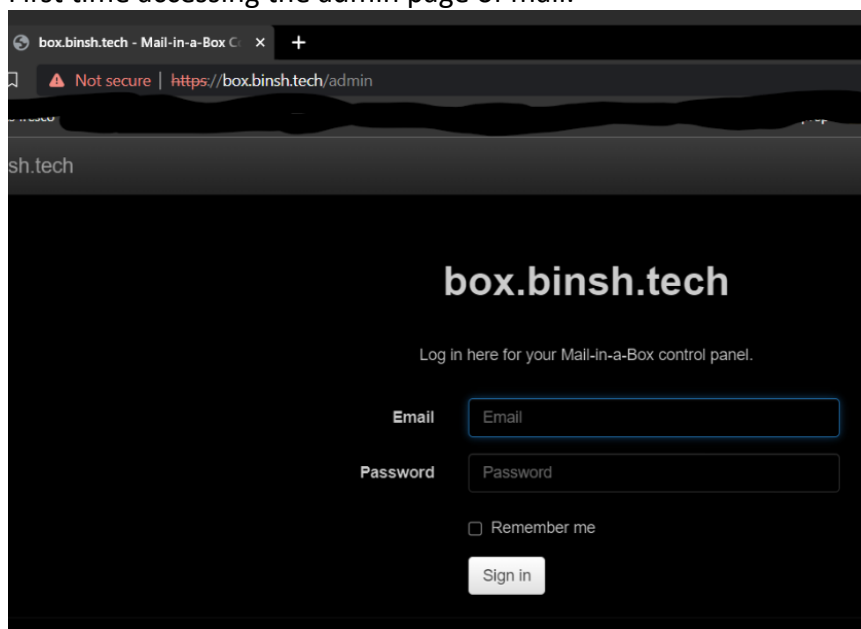 First time accessing the admin page of mail:
box.binsh.tech - Mail-in-a-Box C
Not secure | https://box.binsh.tech/admin
sh.tech
box.binsh.tech
Log in here for your Mail-in-a-Box control panel.
Email Email
Password Password
Remember me
Sign in